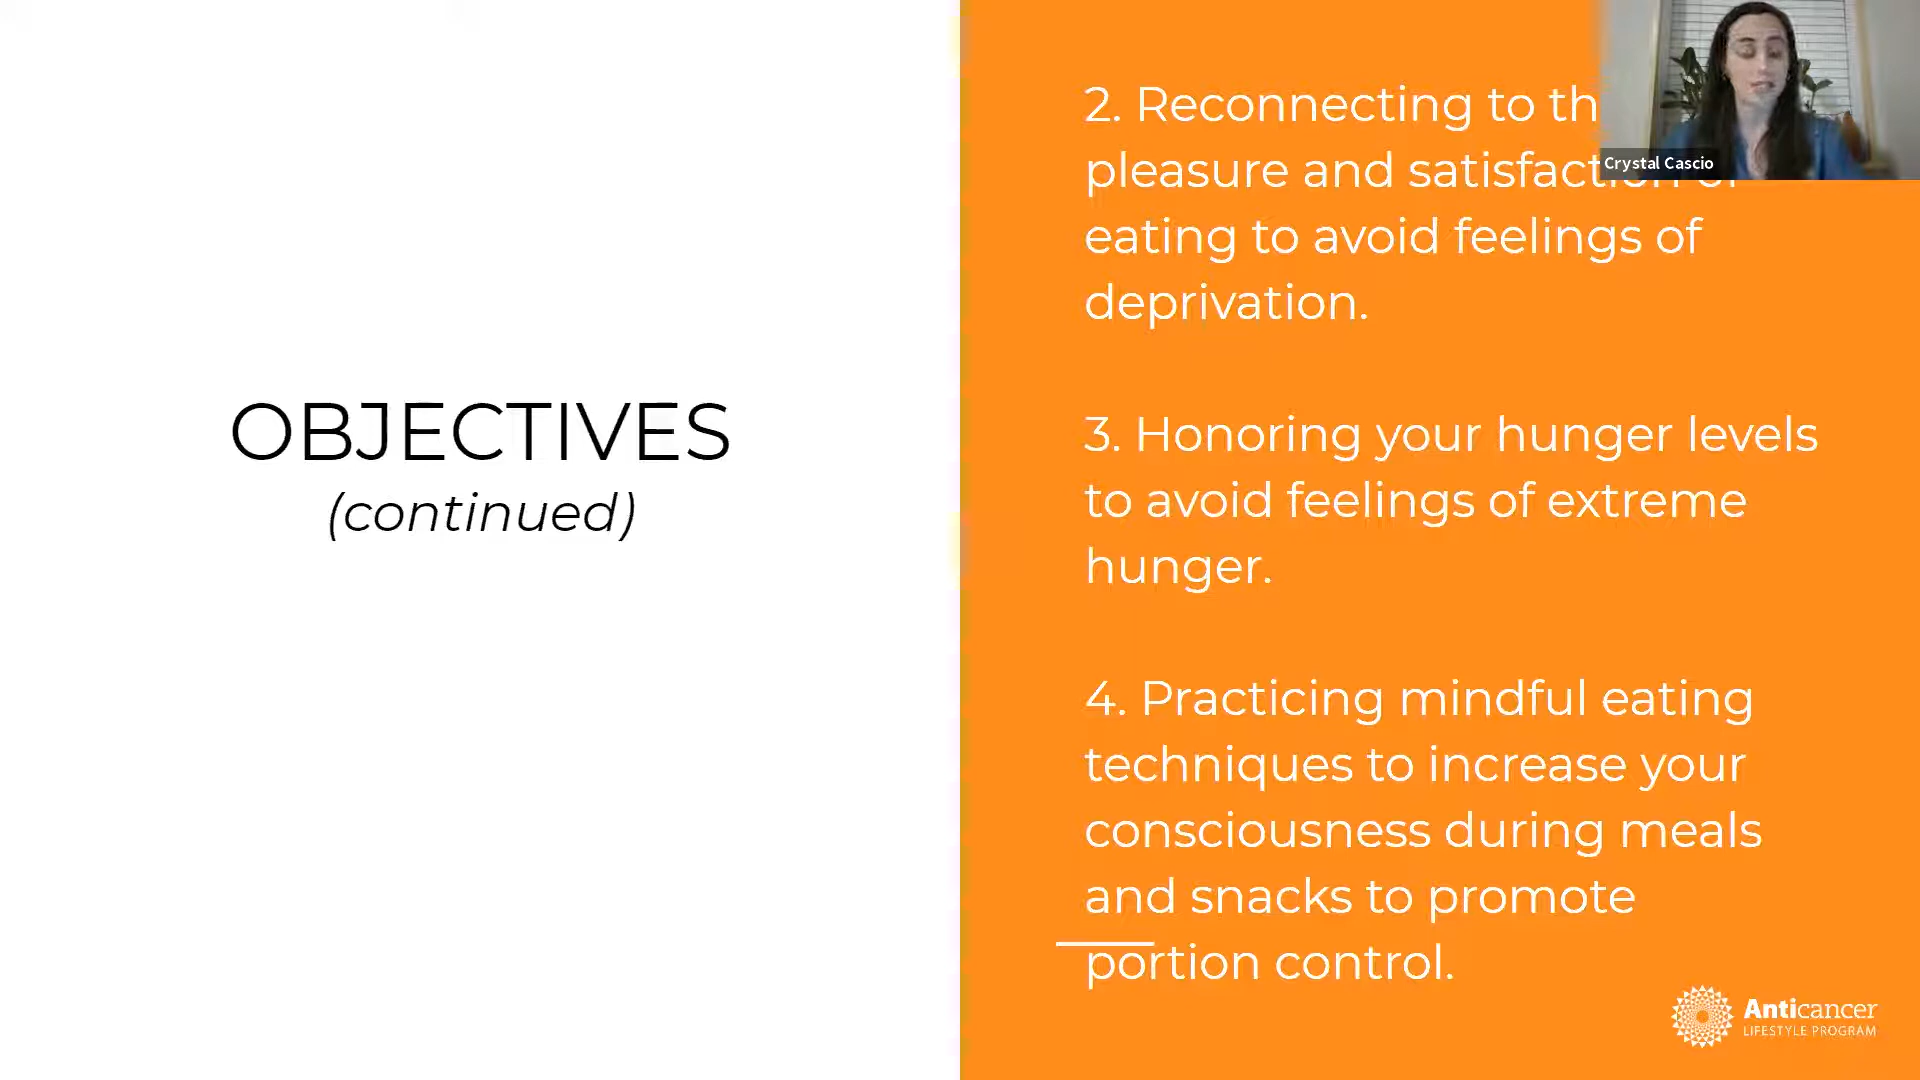 OBJECTIVES
(continued)
2. Reconnecting to th
pleasure and satisfaction of
eating to avoid feelings of
deprivation.
3. Honoring your hunger levels
to avoid feelings of extreme
hunger.
4. Practicing mindful eating
techniques to increase your
consciousness during meals
and snacks to promote
portion control.
Crystal Cascio
Anticancer
LIFESTYLE PROGRAM